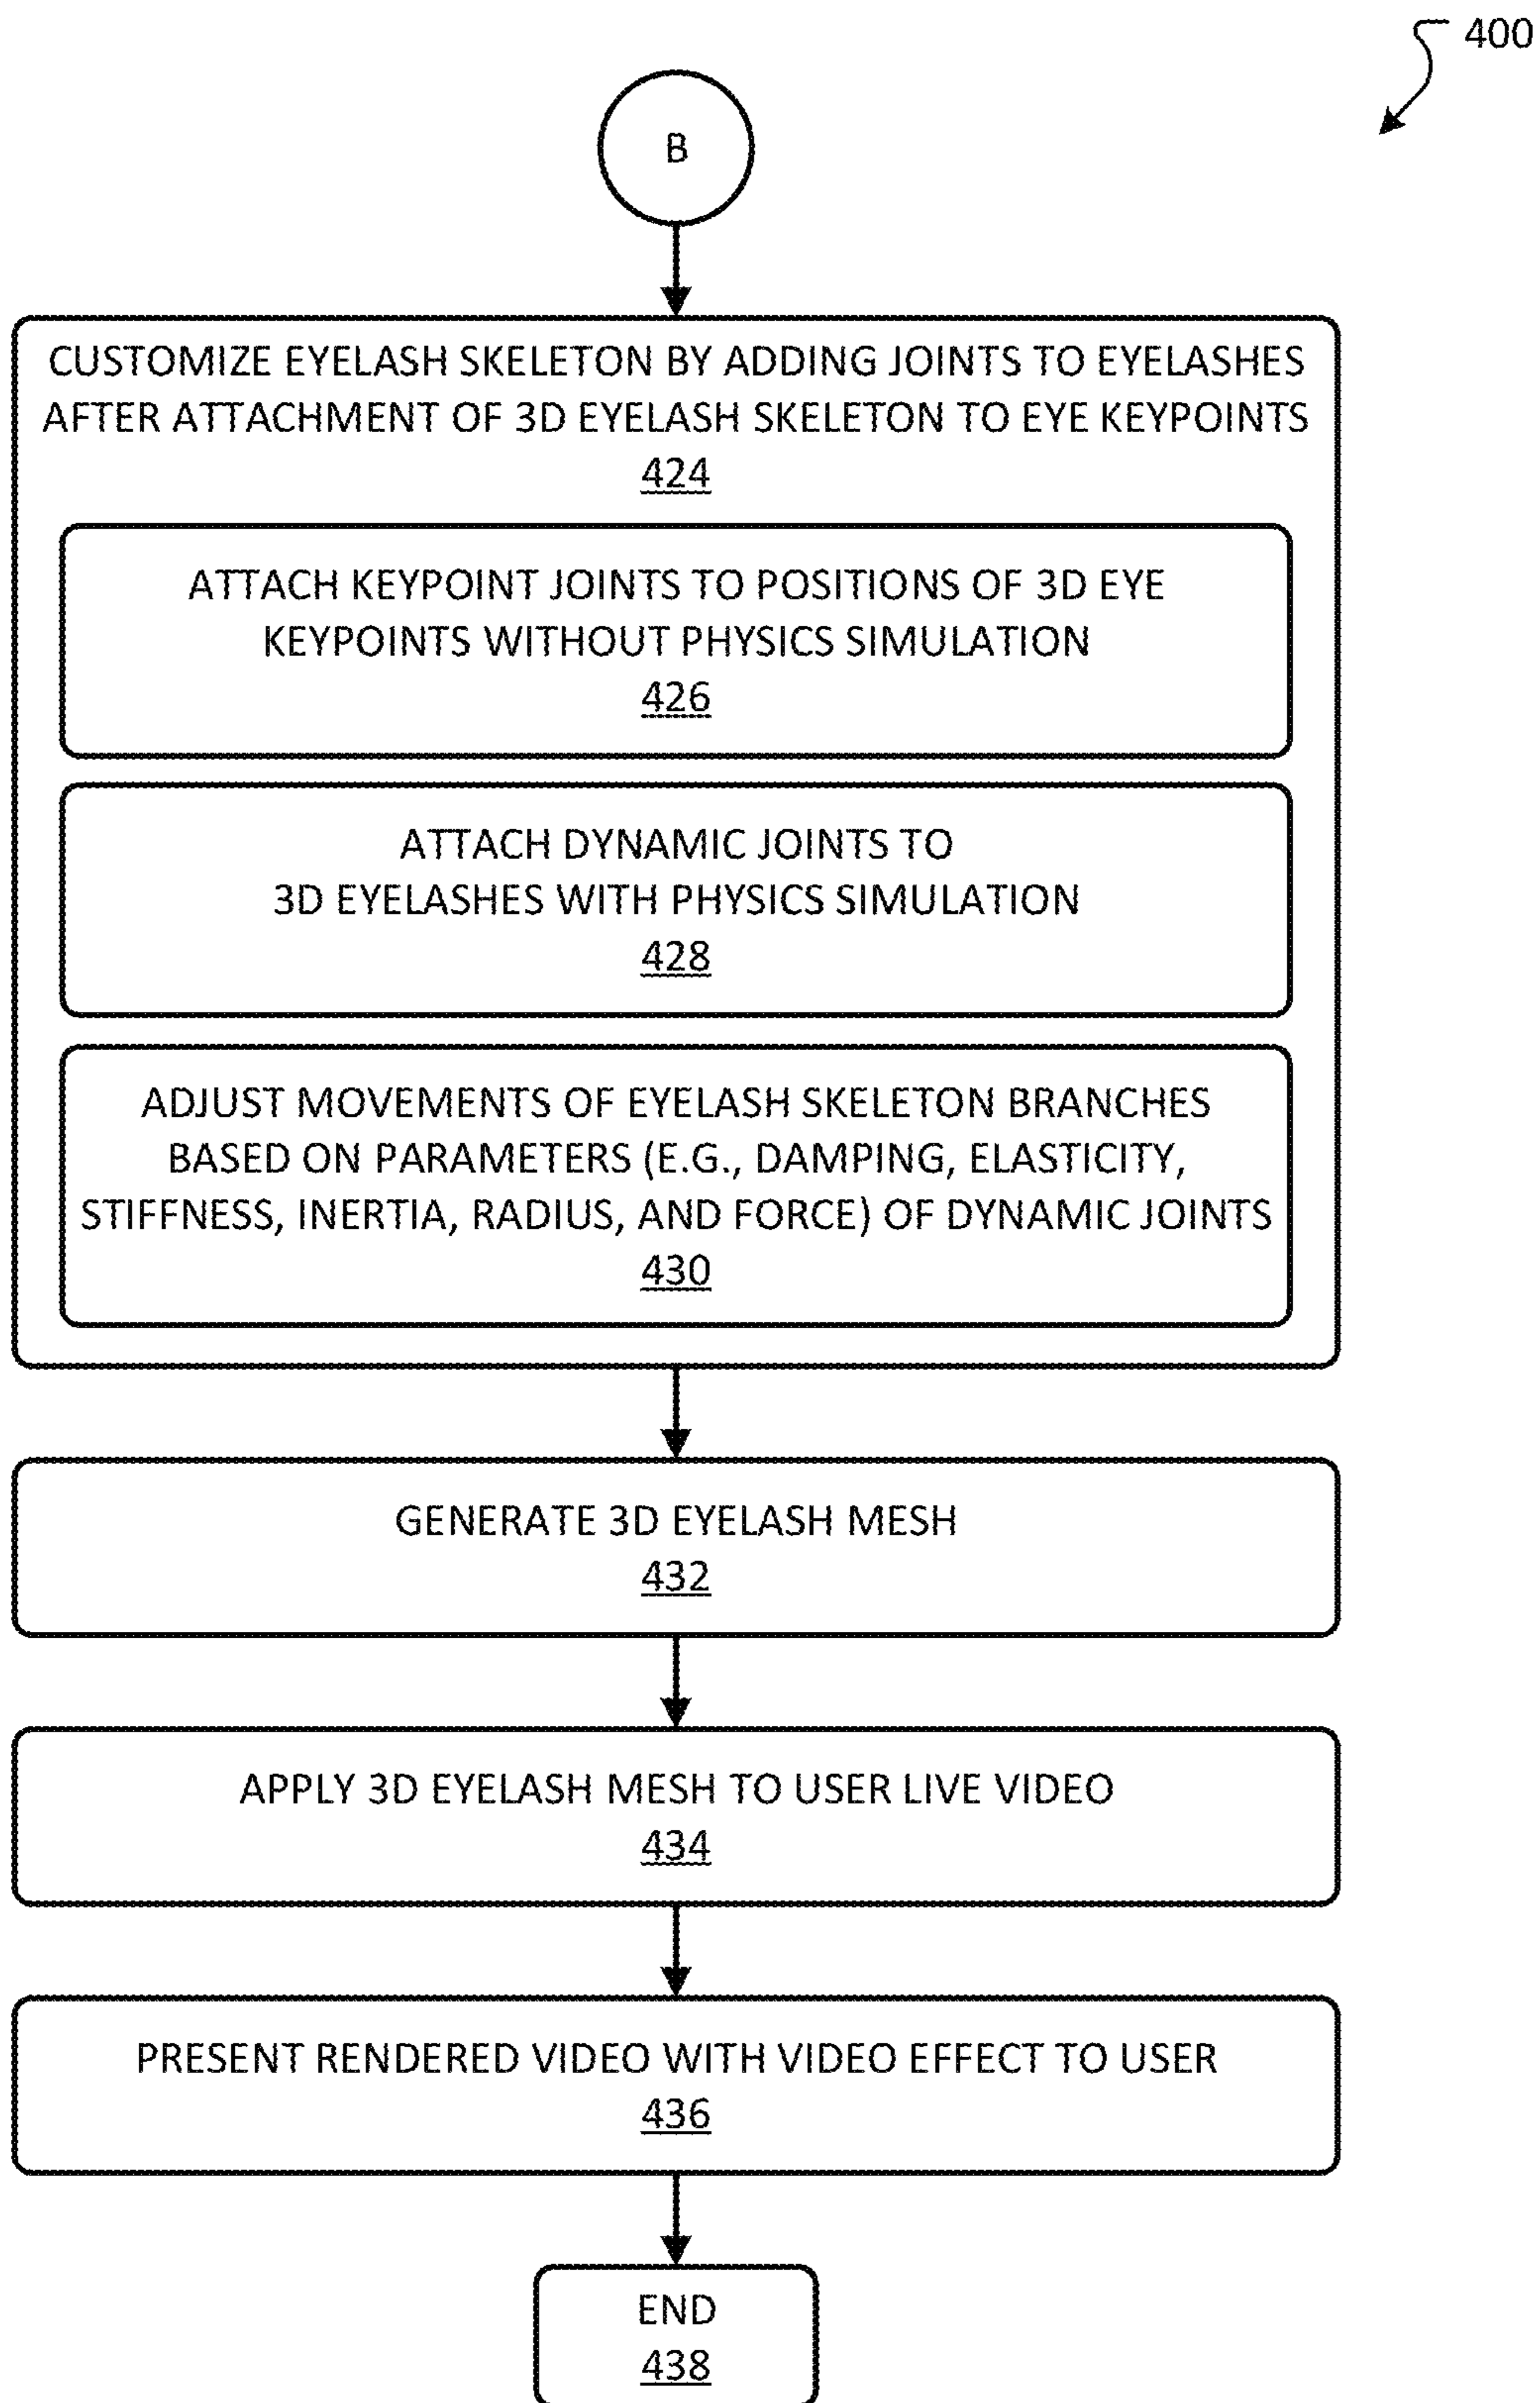 400
B
CUSTOMIZE EYELASH SKELETON BY ADDING JOINTS TO EYELASHES
AFTER ATTACHMENT OF 3D EYELASH SKELETON TO EYE KEYPOINTS
424
ATTACH KEYPOINT JOINTS TO POSITIONS OF 3D EYE
KEYPOINTS WITHOUT PHYSICS SIMULATION
426
ATTACH DYNAMIC JOINTS TO
3D EYELASHES WITH PHYSICS SIMULATION
428
ADJUST MOVEMENTS OF EYELASH SKELETON BRANCHES
BASED ON PARAMETERS (E.G., DAMPING, ELASTICITY,
STIFFNESS, INERTIA, RADIUS, AND FORCE) OF DYNAMIC JOINTS
430
GENERATE 3D EYELASH MESH
432
APPLY 3D EYELASH MESH TO USER LIVE VIDEO
434
PRESENT RENDERED VIDEO WITH VIDEO EFFECT TO USER
436
END
438